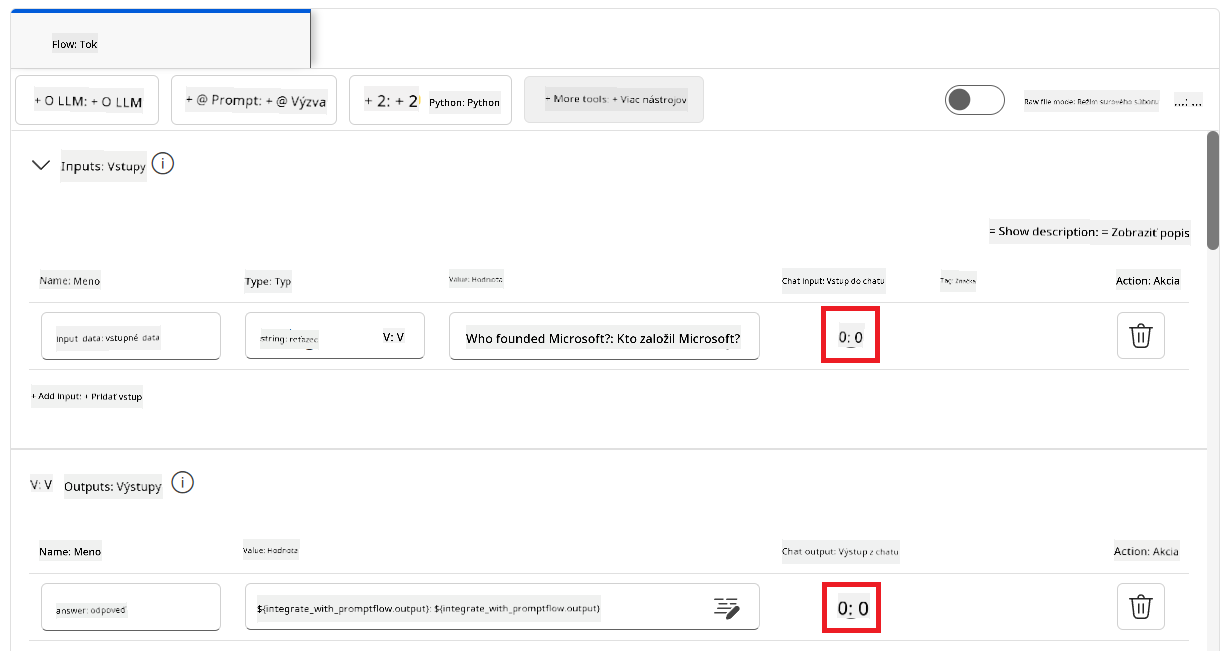 Flow: Tok
+ O LLM: + O LLM
+ @ Prompt: + @ Výzva
+ 2: + 2 Python: Python
+ More tools: + Viac nástrojov
Raw file mode: Režim surového súboru
...: ...
Inputs: Vstupy
= Show description: = Zobraziť popis
Name: Meno
Type: Typ
Value: Hodnota
Chat input: Vstup do chatu
Tag: Značka
Action: Akcia
input_data: vstupné_data
string: reťazec
V: V
Who founded Microsoft?: Kto založil Microsoft?
0: 0
+ Add input: + Pridať vstup
V: V
Outputs: Výstupy
Name: Meno
Value: Hodnota
Chat output: Výstup z chatu
Action: Akcia
answer: odpoveď
${integrate_with_promptflow.output}: ${integrate_with_promptflow.output}
0: 0